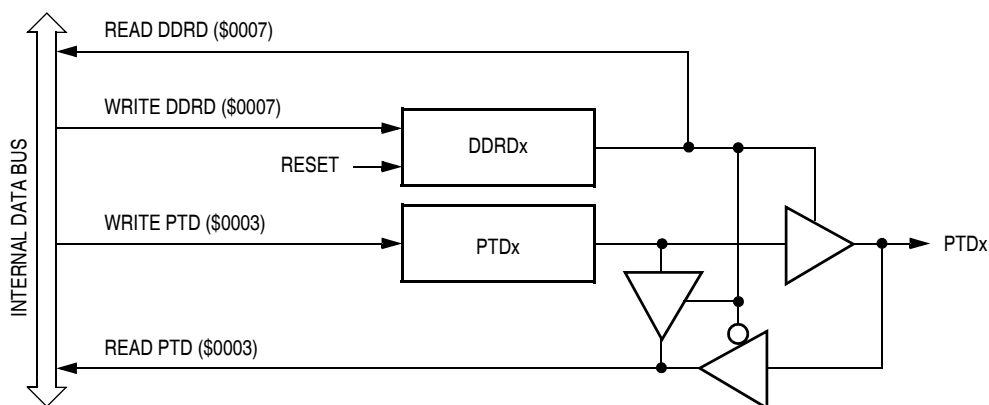 READ DDRD ($0007)
WRITE DDRD ($0007)
DDRDx
RESET
INTERNAL DATA BUS
WRITE PTD ($0003)
PTDx
PTDx
READ PTD ($0003)